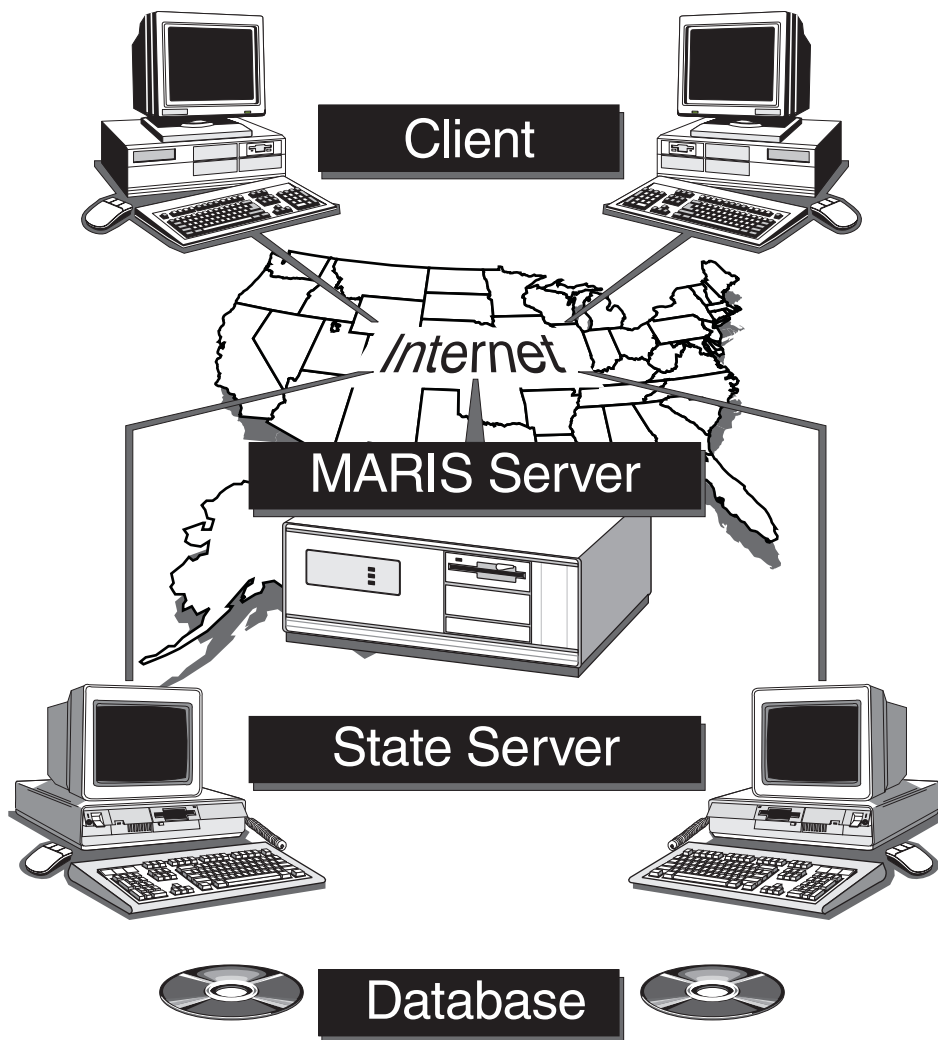 Client
Internet
MARIS Server
State Server
Database